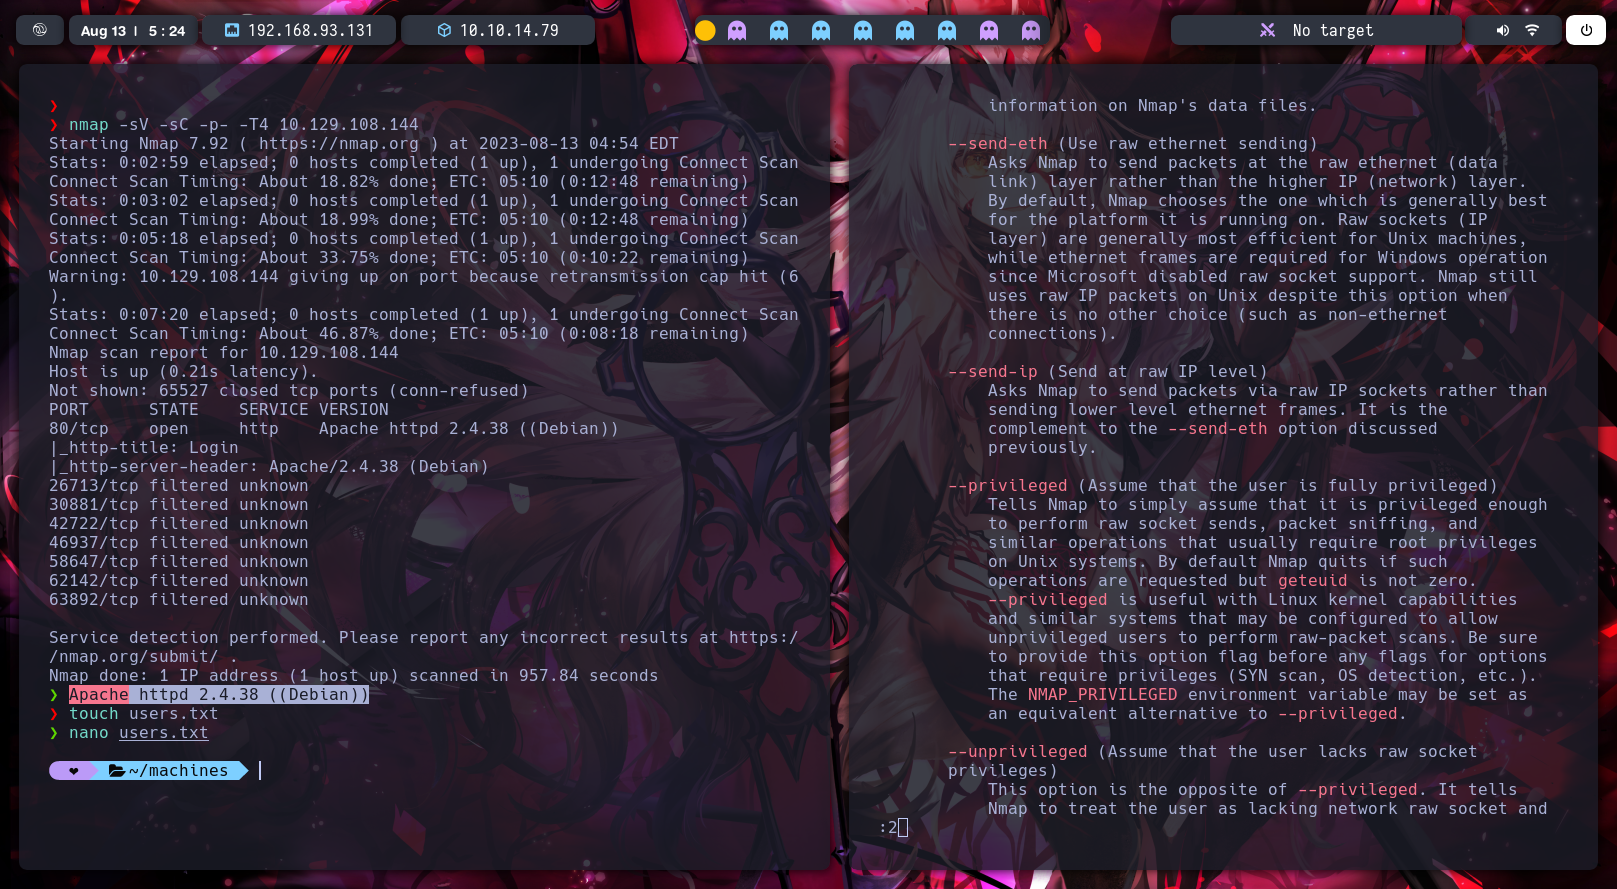 Aug 13 | 5 : 24
192.168.93.131
10.10.14.79
No target
❯
❯ nmap -sV -sC -p- -T4 10.129.108.144
Starting Nmap 7.92 ( https://nmap.org ) at 2023-08-13 04:54 EDT
Stats: 0:02:59 elapsed; 0 hosts completed (1 up), 1 undergoing Connect Scan
Connect Scan Timing: About 18.82% done; ETC: 05:10 (0:12:48 remaining)
Stats: 0:03:02 elapsed; 0 hosts completed (1 up), 1 undergoing Connect Scan
Connect Scan Timing: About 18.99% done; ETC: 05:10 (0:12:48 remaining)
Stats: 0:05:18 elapsed; 0 hosts completed (1 up), 1 undergoing Connect Scan
Connect Scan Timing: About 33.75% done; ETC: 05:10 (0:10:22 remaining)
Warning: 10.129.108.144 giving up on port because retransmission cap hit (6
).
Stats: 0:07:20 elapsed; 0 hosts completed (1 up), 1 undergoing Connect Scan
Connect Scan Timing: About 46.87% done; ETC: 05:10 (0:08:18 remaining)
Nmap scan report for 10.129.108.144
Host is up (0.21s latency).
Not shown: 65527 closed tcp ports (conn-refused)
PORT      STATE    SERVICE VERSION
80/tcp    open     http    Apache httpd 2.4.38 ((Debian))
|_http-title: Login
|_http-server-header: Apache/2.4.38 (Debian)
26713/tcp filtered unknown
30881/tcp filtered unknown
42722/tcp filtered unknown
46937/tcp filtered unknown
58647/tcp filtered unknown
62142/tcp filtered unknown
63892/tcp filtered unknown
Service detection performed. Please report any incorrect results at https:/
/nmap.org/submit/ .
Nmap done: 1 IP address (1 host up) scanned in 957.84 seconds
❯ Apache httpd 2.4.38 ((Debian))
❯ touch users.txt
❯ nano users.txt
❤ ~/machines
information on Nmap's data files.
--send-eth (Use raw ethernet sending)
Asks Nmap to send packets at the raw ethernet (data
link) layer rather than the higher IP (network) layer.
By default, Nmap chooses the one which is generally best
for the platform it is running on. Raw sockets (IP
layer) are generally most efficient for Unix machines,
while ethernet frames are required for Windows operation
since Microsoft disabled raw socket support. Nmap still
uses raw IP packets on Unix despite this option when
there is no other choice (such as non-ethernet
connections).
--send-ip (Send at raw IP level)
Asks Nmap to send packets via raw IP sockets rather than
sending lower level ethernet frames. It is the
complement to the --send-eth option discussed
previously.
--privileged (Assume that the user is fully privileged)
Tells Nmap to simply assume that it is privileged enough
to perform raw socket sends, packet sniffing, and
similar operations that usually require root privileges
on Unix systems. By default Nmap quits if such
operations are requested but geteuid is not zero.
--privileged is useful with Linux kernel capabilities
and similar systems that may be configured to allow
unprivileged users to perform raw-packet scans. Be sure
to provide this option flag before any flags for options
that require privileges (SYN scan, OS detection, etc.).
The NMAP_PRIVILEGED environment variable may be set as
an equivalent alternative to --privileged.
--unprivileged (Assume that the user lacks raw socket
privileges)
This option is the opposite of --privileged. It tells
Nmap to treat the user as lacking network raw socket and
:2